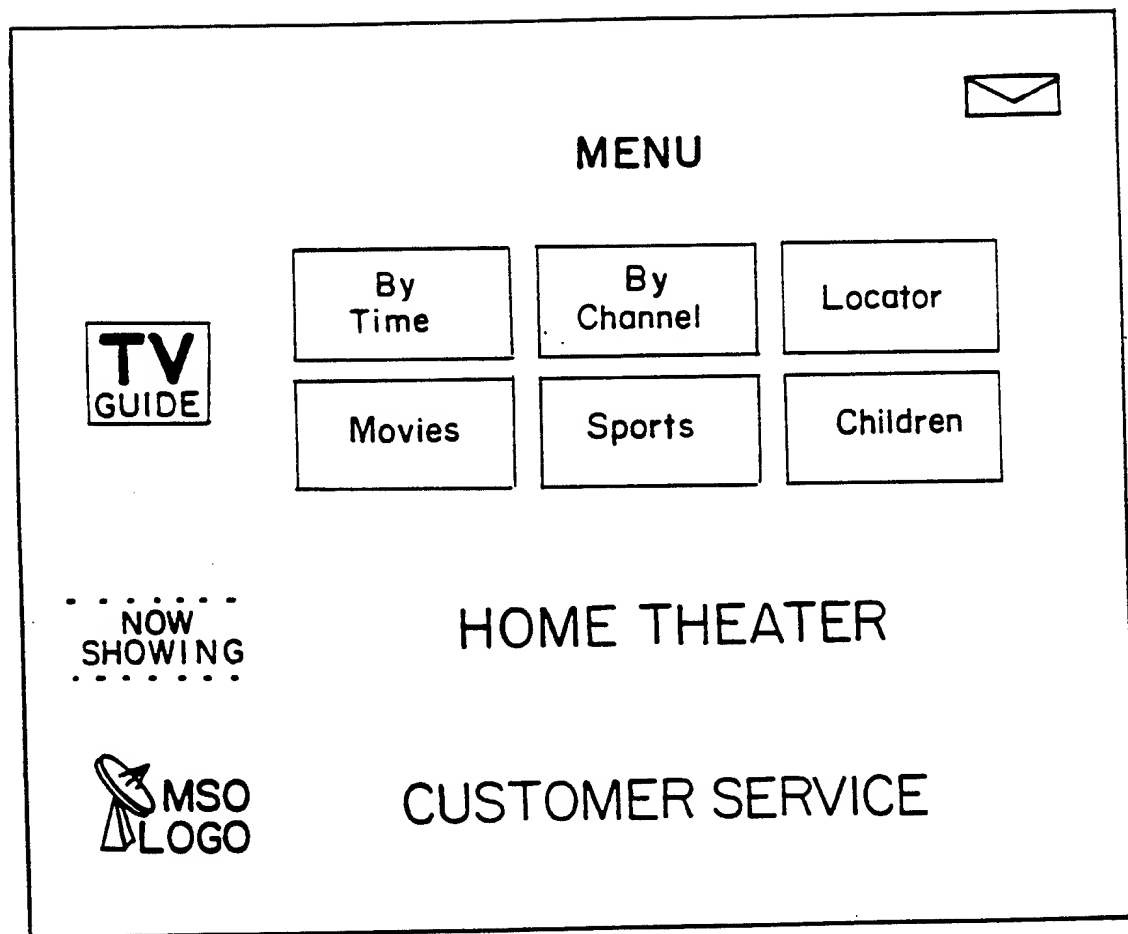 MENU
By
Time
By
Channel
Locator
TV
GUIDE
Movies
Sports
Children
NOW
SHOWING
HOME THEATER
MSO
LOGO
CUSTOMER SERVICE